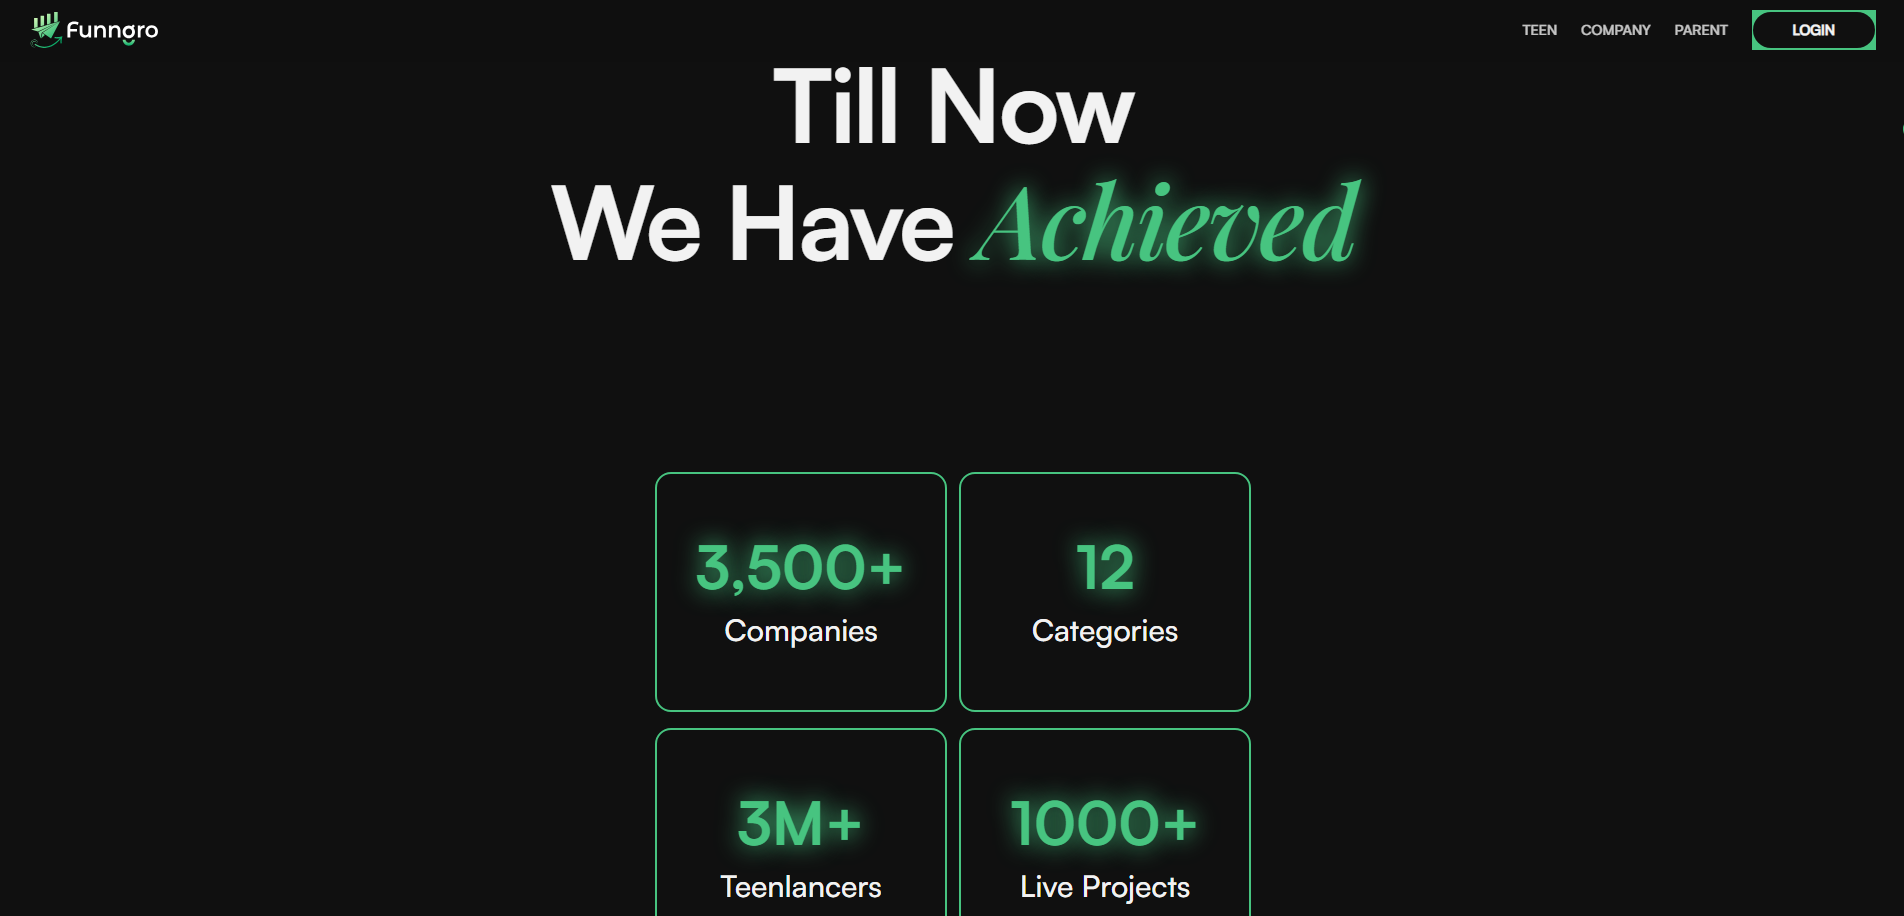 Funngro
TEEN COMPANY PARENT LOGIN
Till Now
We Have Achieved
3,500+
Companies
12
Categories
3M+
Teenlancers
1000+
Live Projects